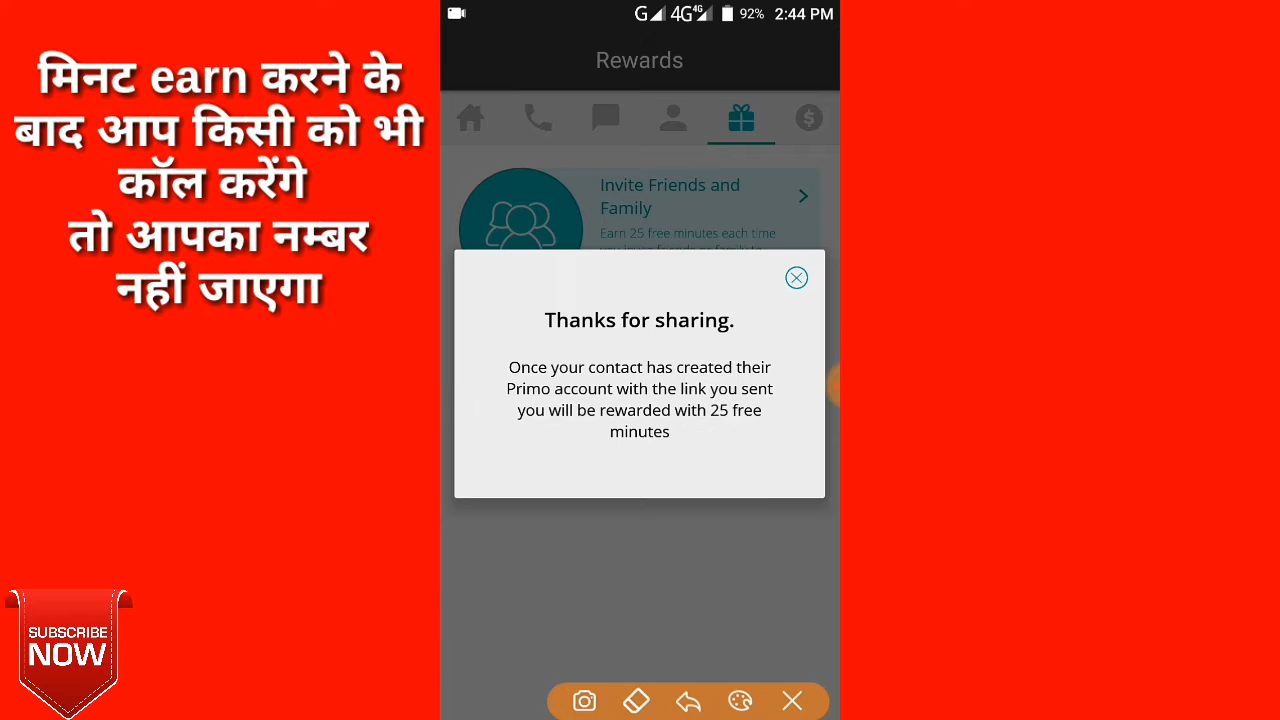 मिनट earn करने के
बाद आप किसी को भी
कॉल करेंगे
तो आपका नम्बर
नहीं जाएगा
G 4G 4G 92% 2:44 PM
Rewards
Invite Friends and
Family
Earn 25 free minutes each time
Thanks for sharing.
Once your contact has created their
Primo account with the link you sent
you will be rewarded with 25 free
minutes
SUBSCRIBE
NOW